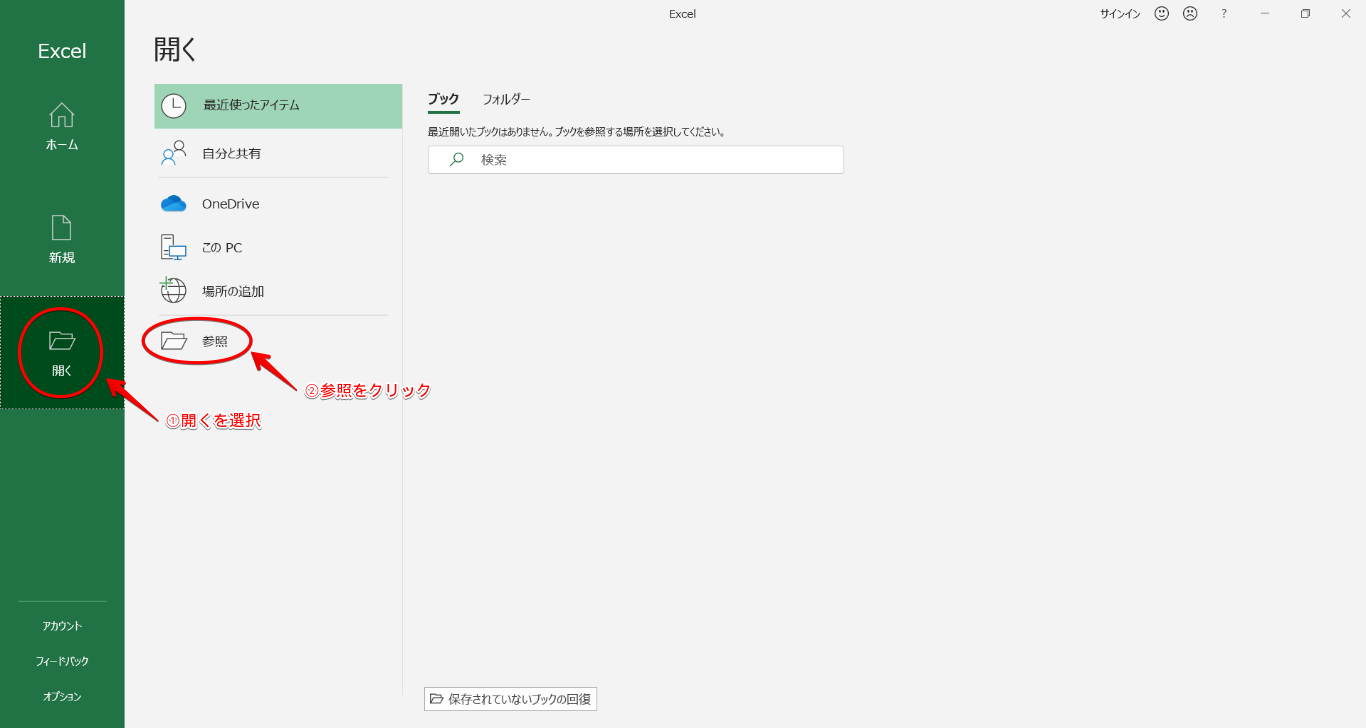 Excel
サインイン
?
Excel
開く
ホーム
新規
開く
アカウント
フィードバック
オプション
最近使ったアイテム
自分と共有
OneDrive
この PC
場所の追加
参照
①開くを選択
②参照をクリック
ブック
フォルダー
最近開いたブックはありません。ブックを参照する場所を選択してください。
検索
保存されていないブックの回復